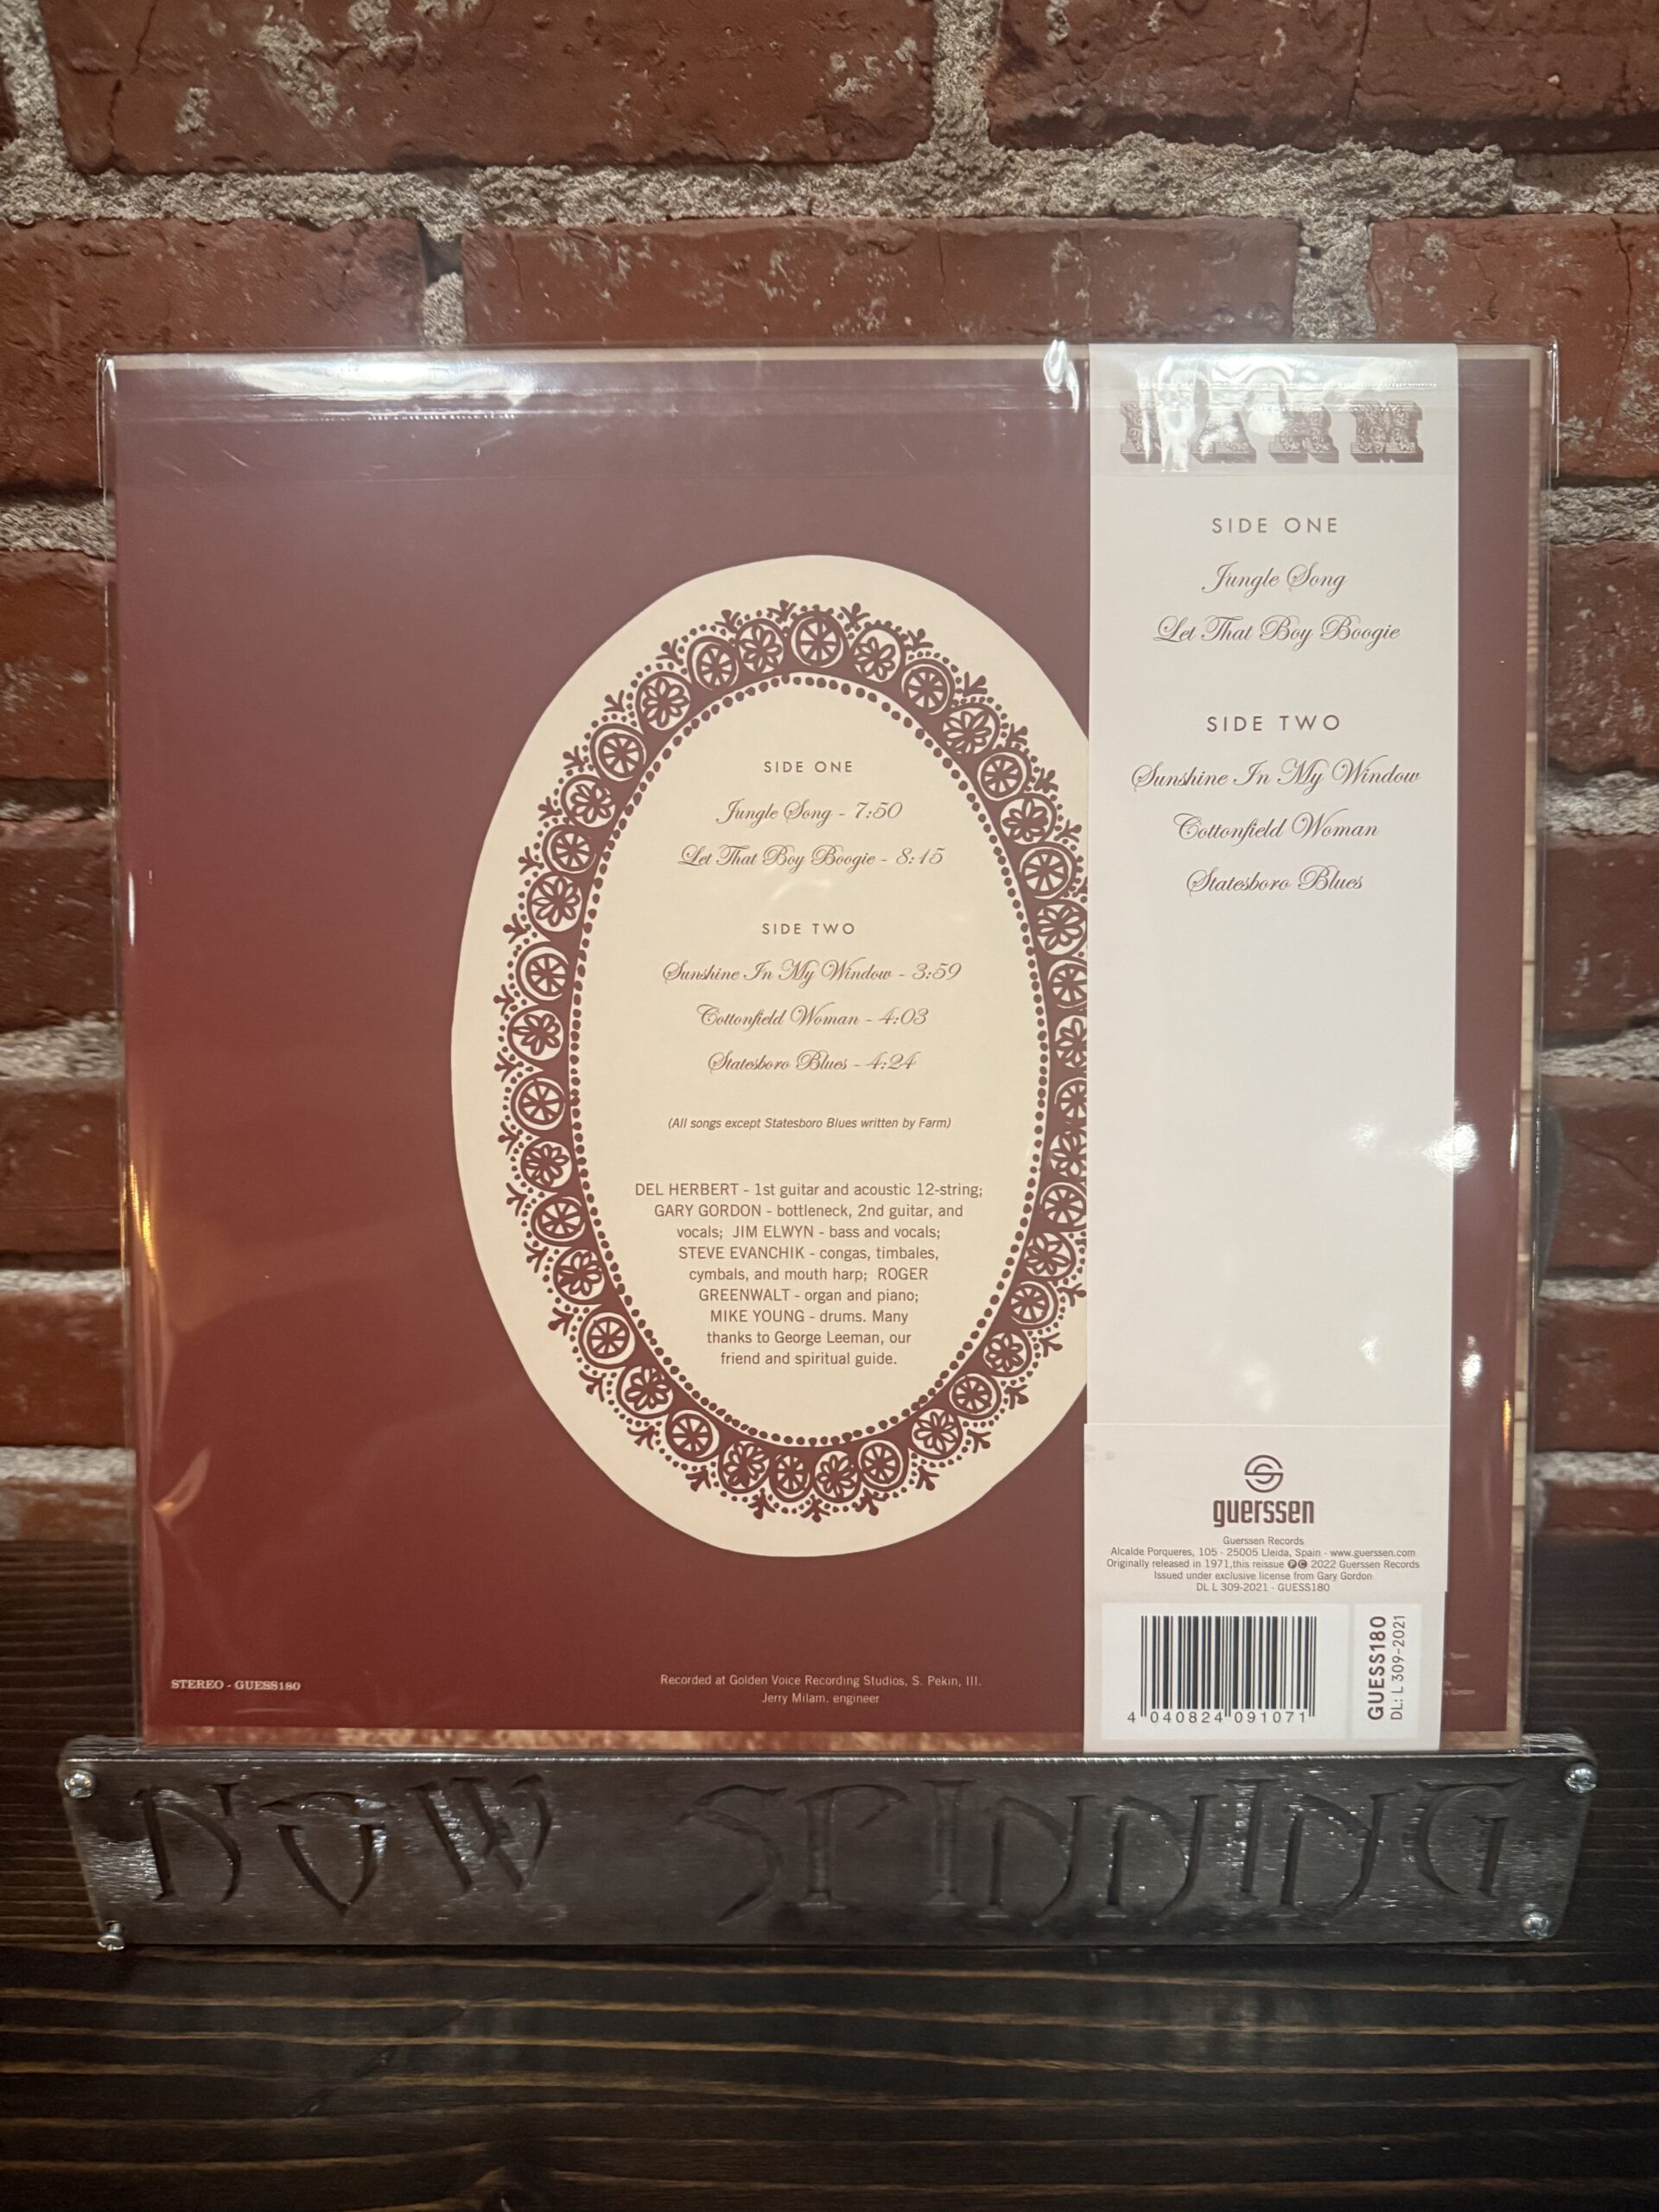 SIDE ONE
Jungle Song - 7:50
Let That Boy Boogie - 8:15
SIDE TWO
Sunshine In My Window - 3:59
Cottonfield Woman - 4:03
Statesboro Blues - 4:24
(All songs except Statesboro Blues written by Farm)
DEL HERBERT - 1st guitar and acoustic 12-string;
GARY GORDON - bottleneck, 2nd guitar, and
vocals; JIM ELWYN - bass and vocals;
STEVE EVANCHIK - congas, timbales,
cymbals, and mouth harp; ROGER
GREENWALT - organ and piano;
MIKE YOUNG - drums. Many
thanks to George Leeman, our
friend and spiritual guide.
STEREO - GUESS180
Recorded at Golden Voice Recording Studios, S. Pekin, Ill.
Jerry Milam, engineer
FARM
SIDE ONE
Jungle Song
Let That Boy Boogie
SIDE TWO
Sunshine In My Window
Cottonfield Woman
Statesboro Blues
guerssen
Guerssen Records
Alcalde Porqueres, 105 - 25005 Lleida, Spain - www.guerssen.com
Originally released in 1971,this reissue ℗© 2022 Guerssen Records
Issued under exclusive license from Gary Gordon
DL L 309-2021 - GUESS180
4 040824 091071
GUESS180
DL: L 309-2021
NOW SPINNING